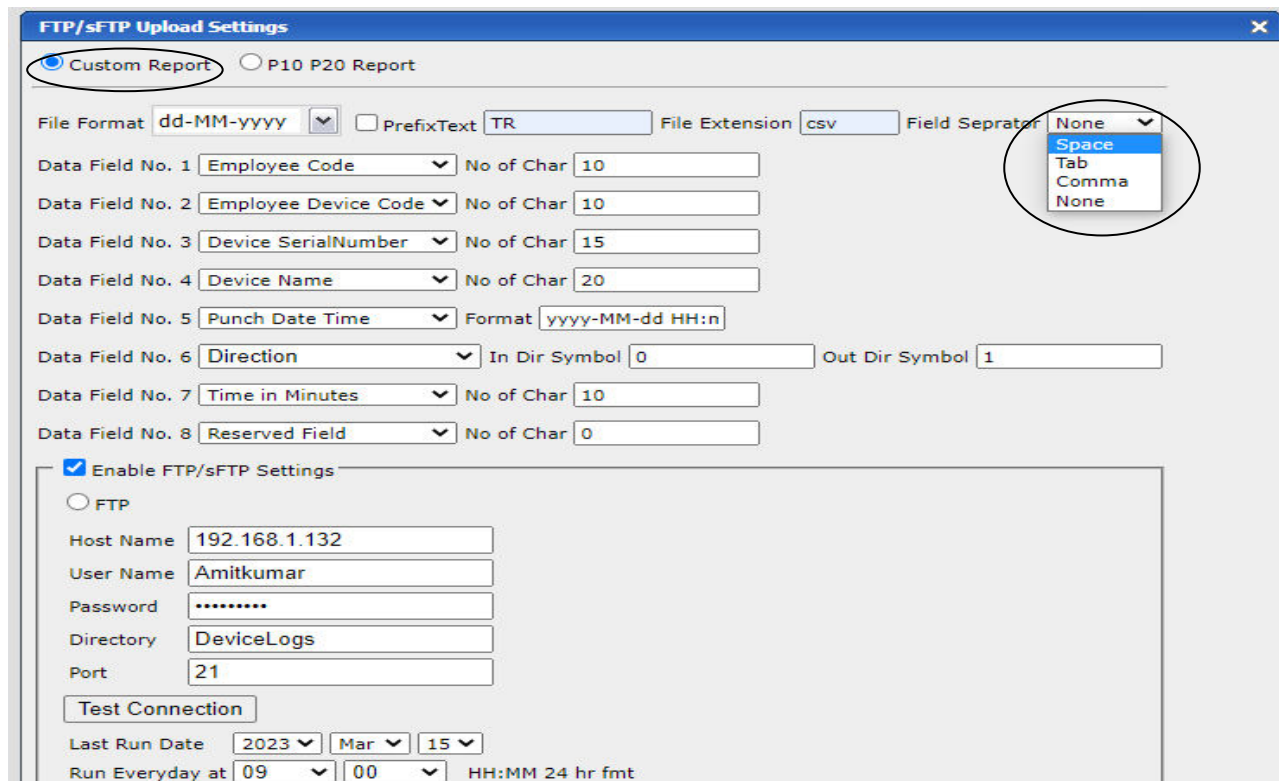 FTP/sFTP Upload Settings
Custom Report P10 P20 Report
File Format dd-MM-yyyy PrefixText TR File Extension csv Field Seprator None
Space
Tab
Comma
None
Data Field No. 1 Employee Code No of Char 10
Data Field No. 2 Employee Device Code No of Char 10
Data Field No. 3 Device SerialNumber No of Char 15
Data Field No. 4 Device Name No of Char 20
Data Field No. 5 Punch Date Time Format yyyy-MM-dd HH:n
Data Field No. 6 Direction In Dir Symbol 0 Out Dir Symbol 1
Data Field No. 7 Time in Minutes No of Char 10
Data Field No. 8 Reserved Field No of Char 0
Enable FTP/sFTP Settings
FTP
Host Name 192.168.1.132
User Name Amitkumar
Password •••••••••
Directory DeviceLogs
Port 21
Test Connection
Last Run Date 2023 Mar 15
Run Everyday at 09 00 HH:MM 24 hr fmt